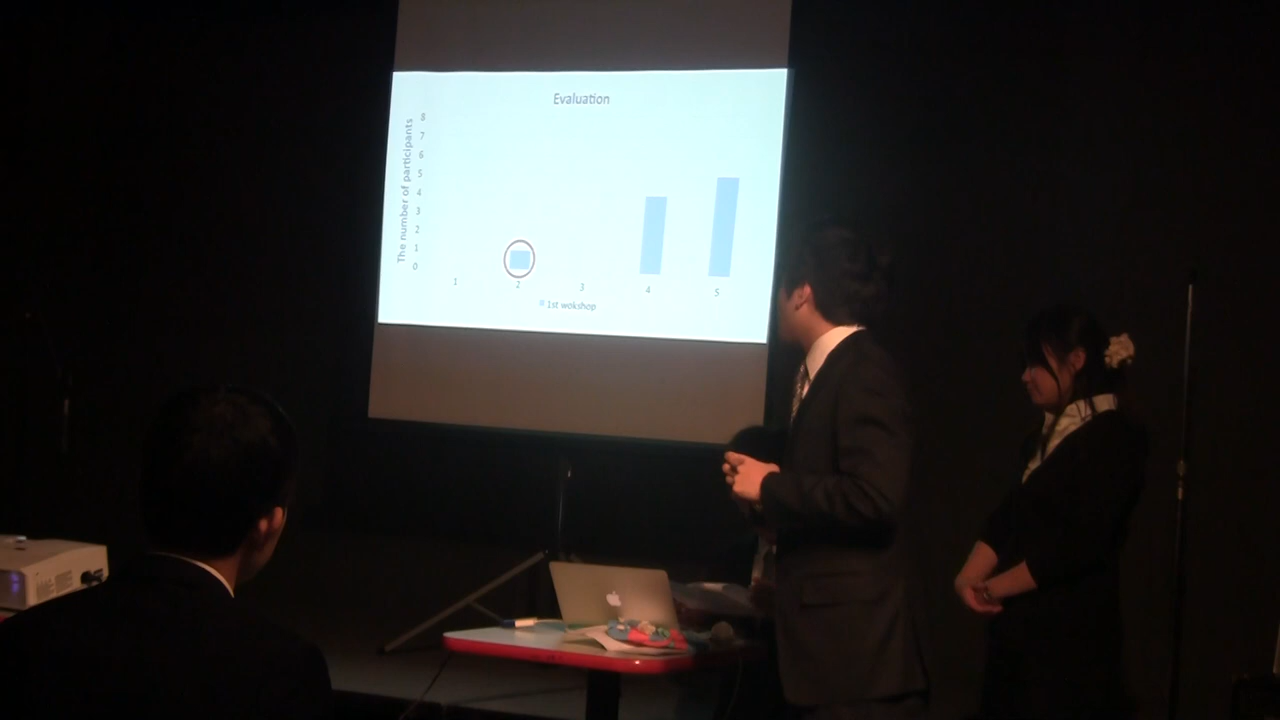 Evaluation
The number of participants
8
7
6
5
4
3
2
1
0
1 2 3 4 5
1st wokshop